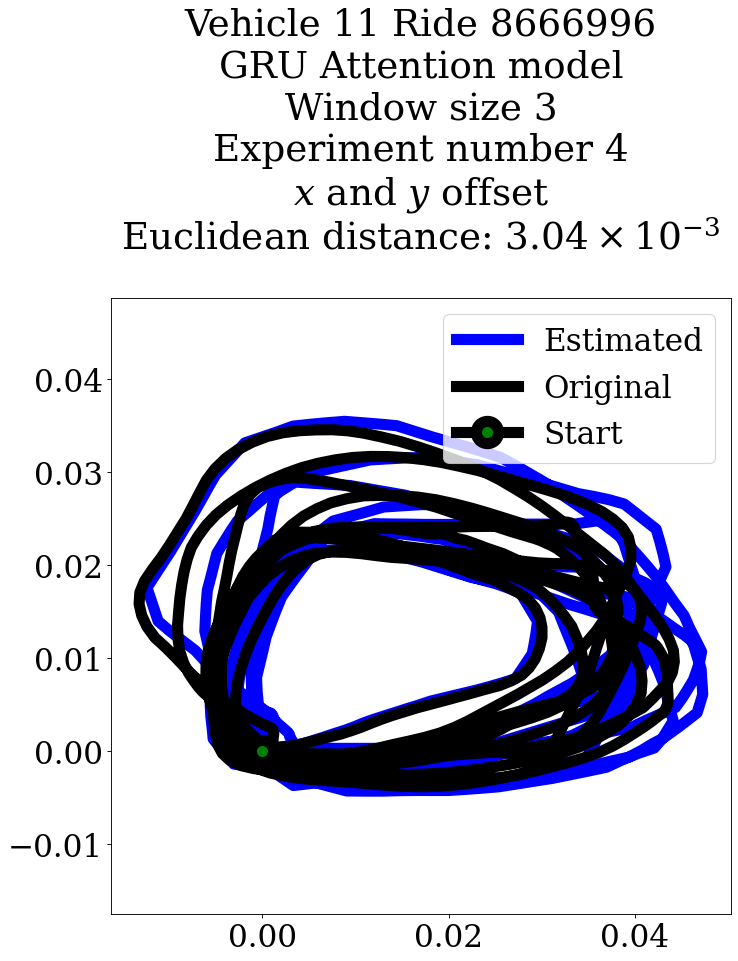 Vehicle 11 Ride 8666996
GRU Attention model
Window size 3
Experiment number 4
x and y offset
Euclidean distance: 3.04 × 10⁻³
Estimated
Original
Start
0.04
0.03
0.02
0.01
0.00
−0.01
0.00 0.02 0.04